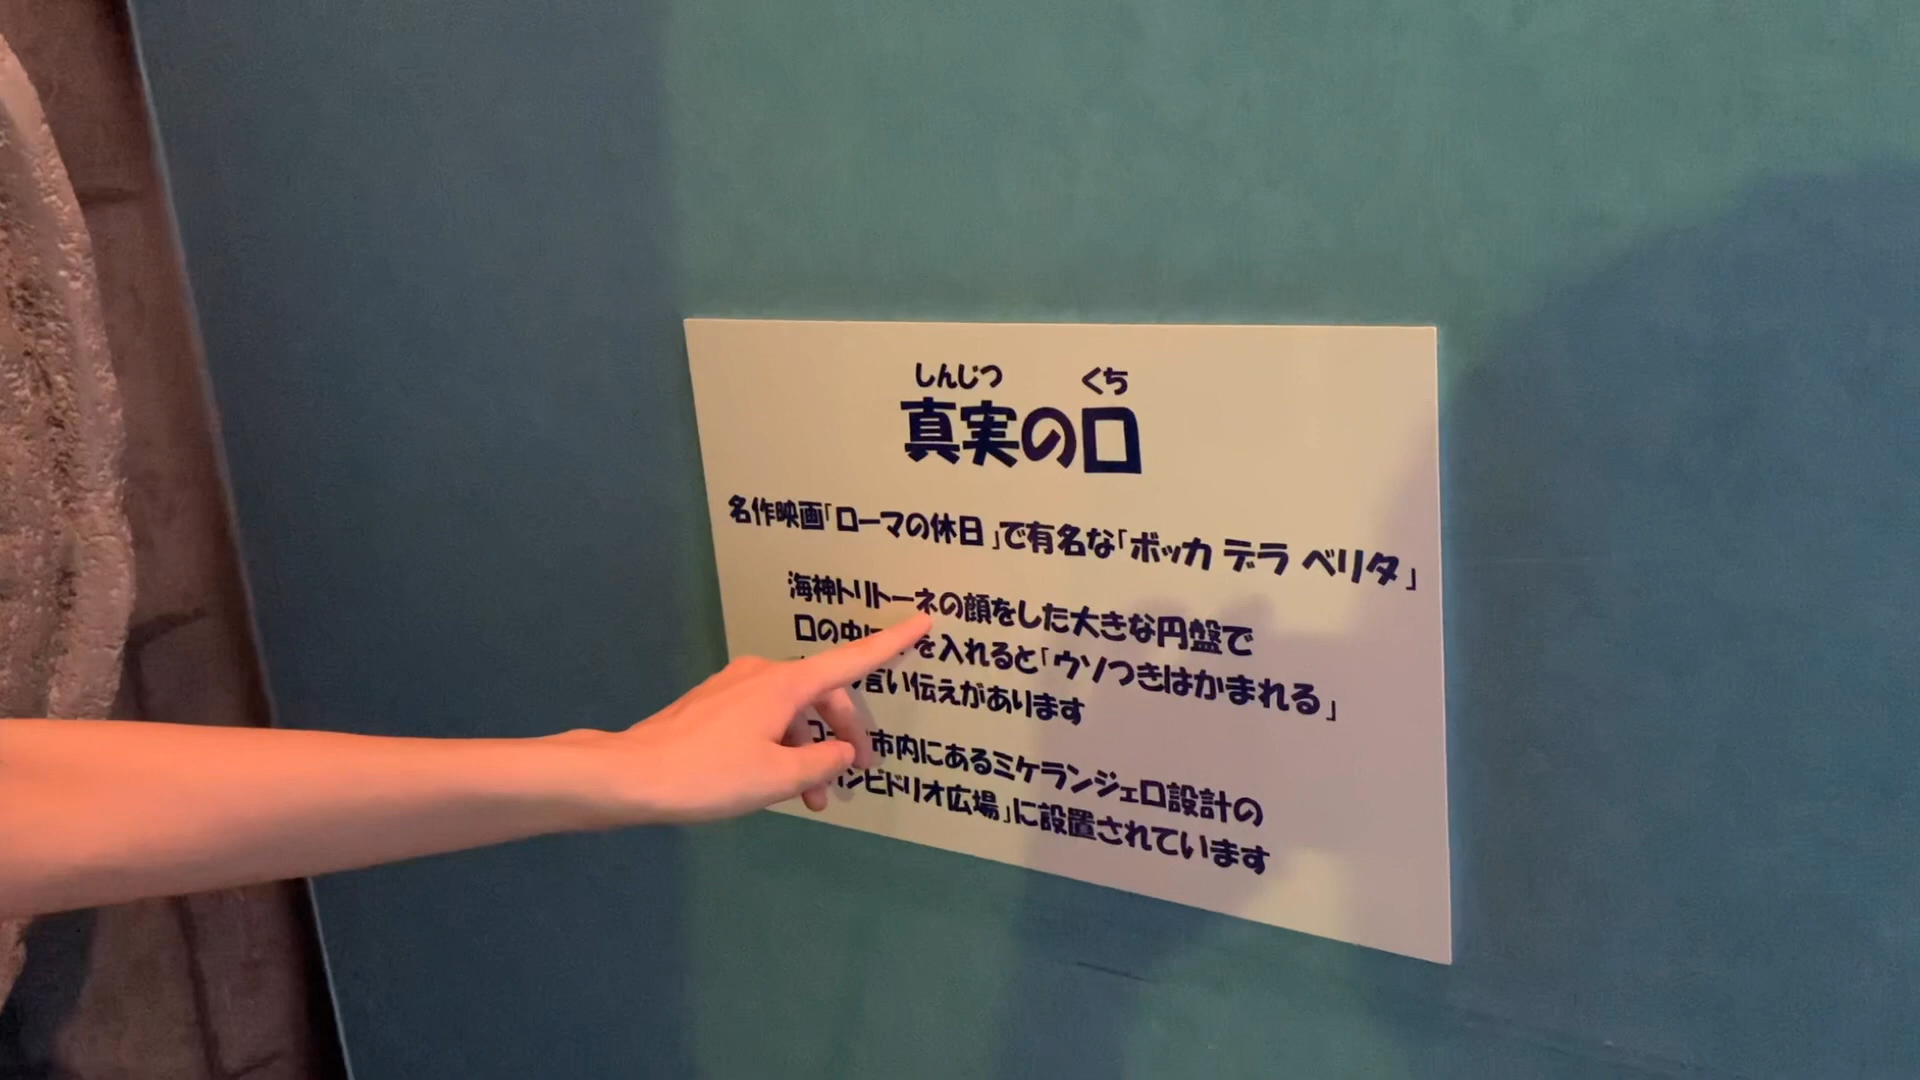 しんじつ くち
真実の口
名作映画「ローマの休日」で有名な「ボッカ デラ ベリタ」
海神トリトーネの顔をした大きな円盤で
口の中に を入れると「ウソつきはかまれる」
言い伝えがあります
市内にあるミケランジェロ設計の
ンピドリオ広場」に設置されています